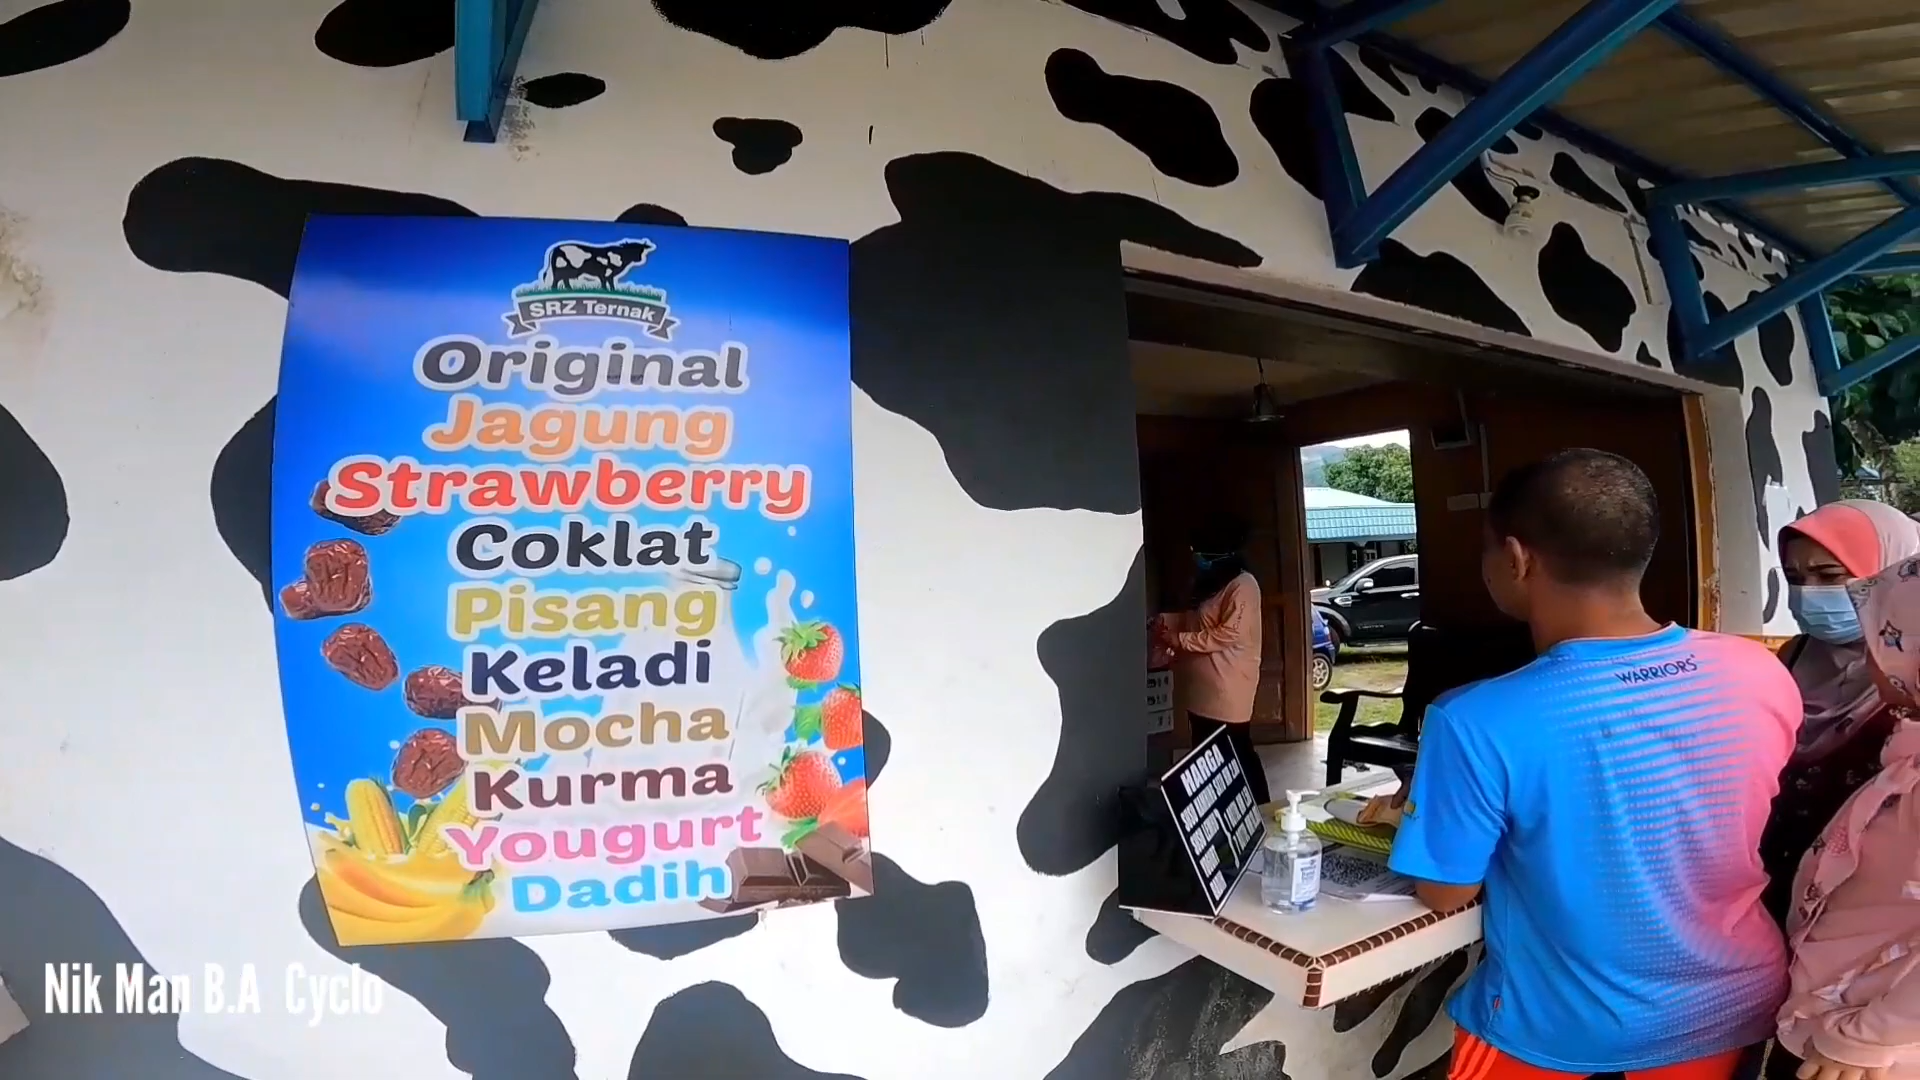 SRZ Ternak
Original
Jagung
Strawberry
Coklat
Pisang
Keladi
Mocha
Kurma
Yougurt
Dadih
HARGA
WARRIORS
Nik Man B.A Cyclo